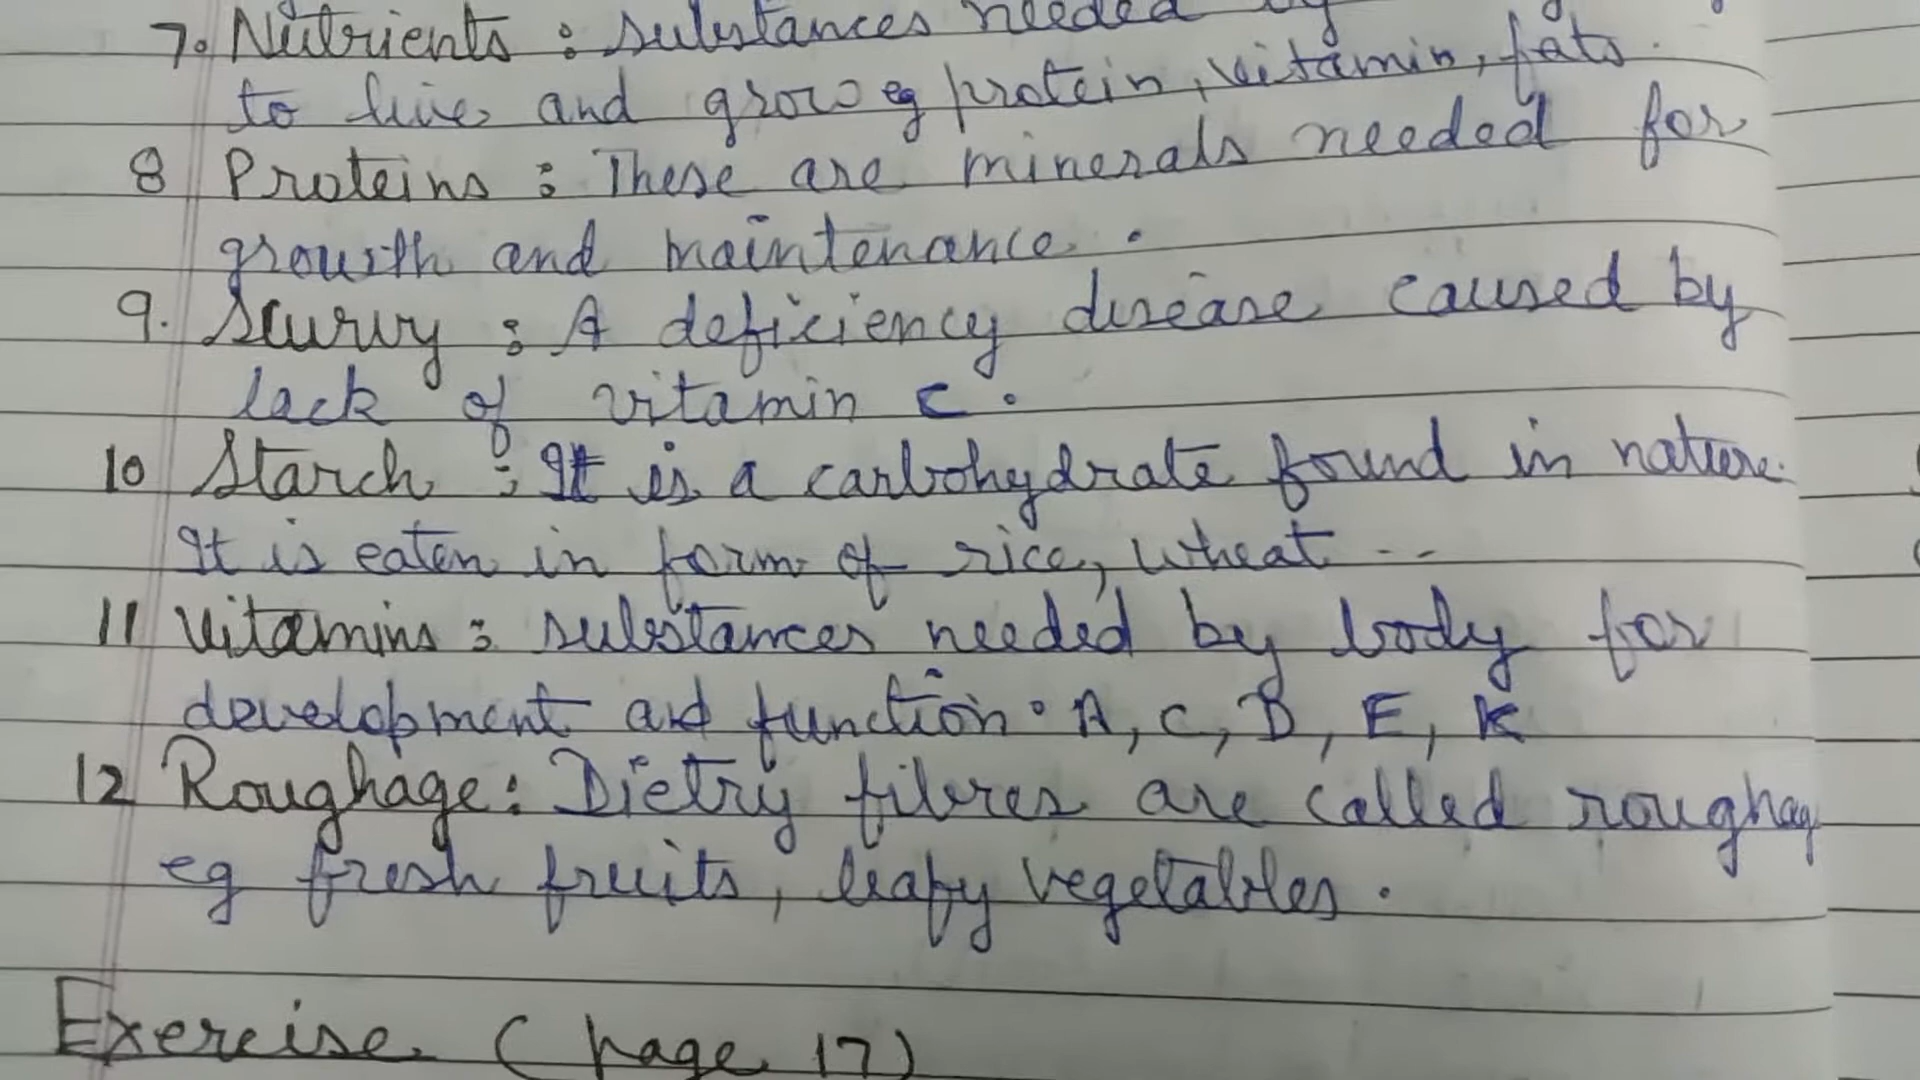 7. Nutrients : substances needed by
to live and grow eg protein, vitamin, fats.
8 Proteins : These are minerals needed for
growth and maintenance.
9. Scurvy : A deficiency disease caused by
lack of vitamin C.
10 Starch : It is a carbohydrate found in nature.
It is eaten in form of rice, wheat --
11 Vitamins : substances needed by body for
development and function. A, C, B, E, K
12 Roughage : Dietry fibres are called roughag
eg fresh fruits, leafy vegetables.
Exercise (page 17)